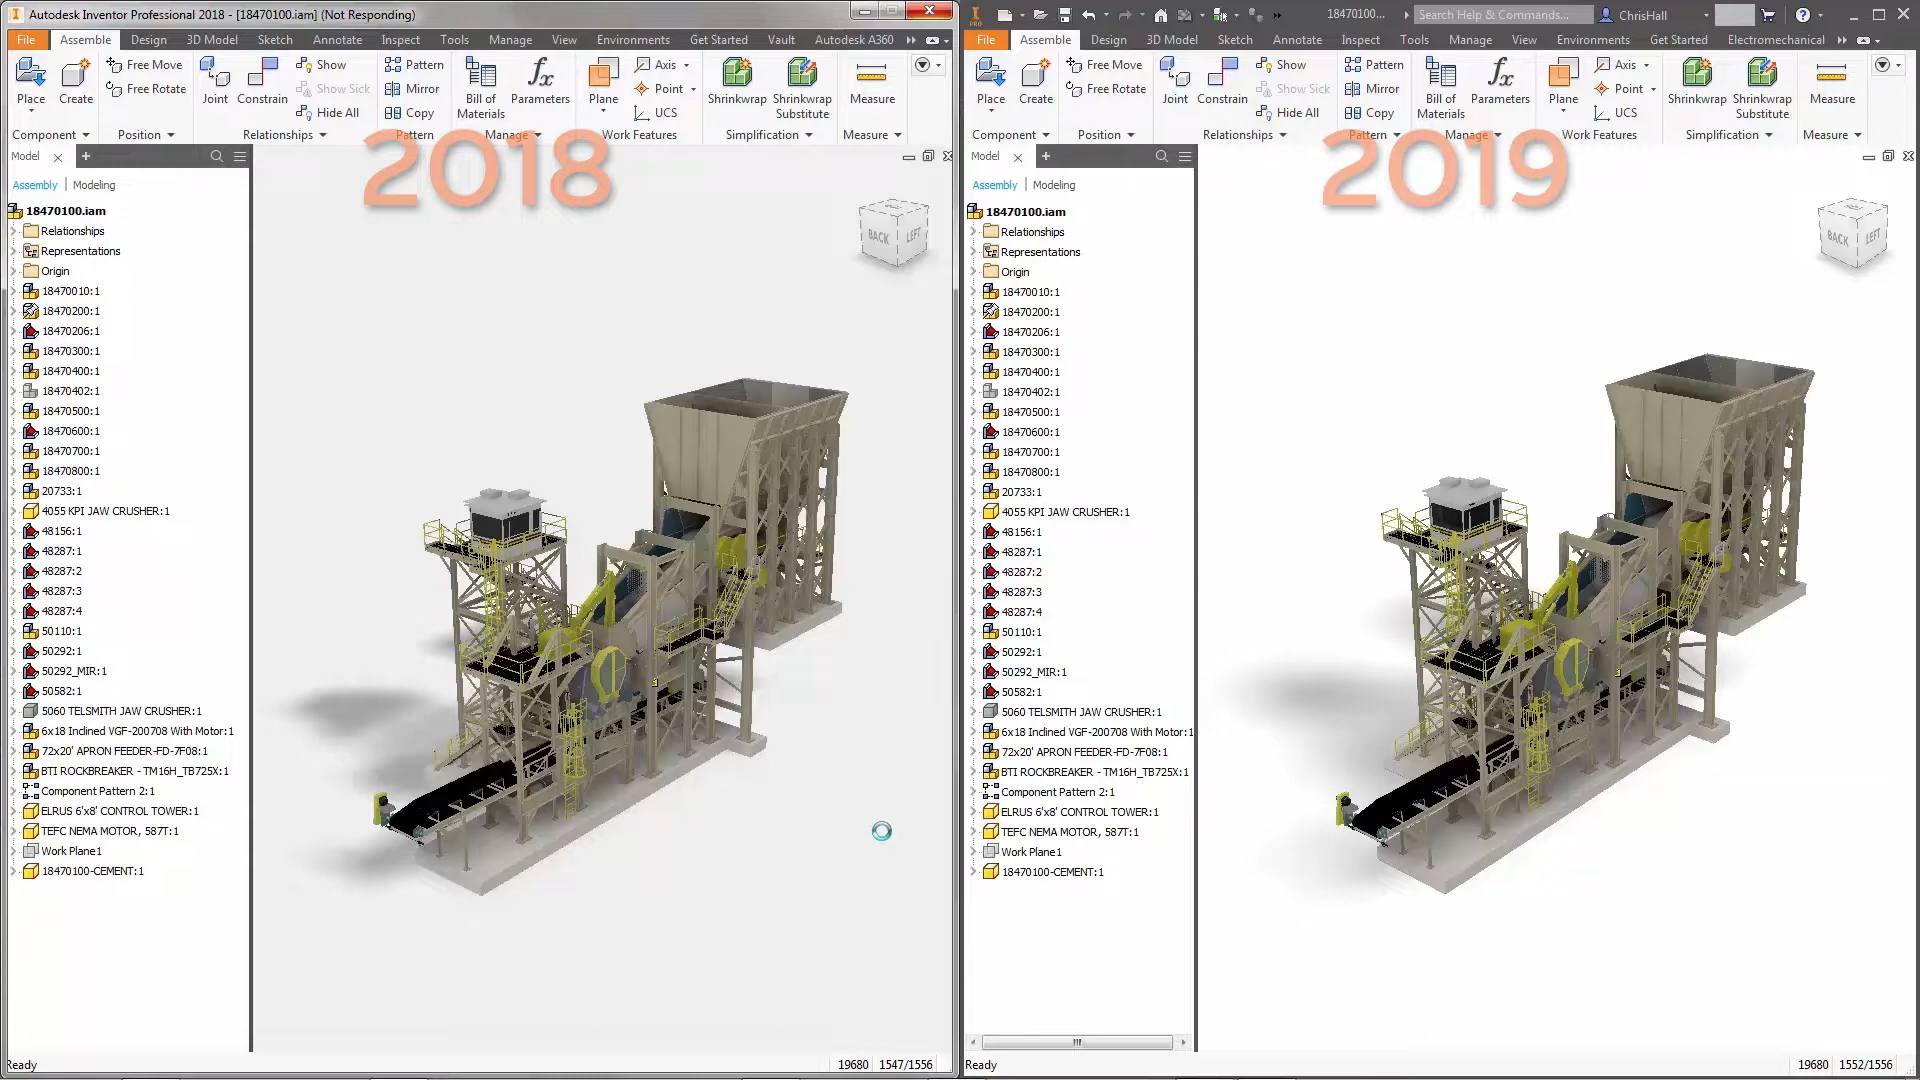 Autodesk Inventor Professional 2018 - [18470100.iam] (Not Responding)
File Assemble Design 3D Model Sketch Annotate Inspect Tools Manage View Environments Get Started Vault Autodesk A360
Place Create Free Move Free Rotate Joint Constrain Show Show Sick Hide All Pattern Mirror Copy Bill of Materials Parameters Plane Axis Point UCS Shrinkwrap Shrinkwrap Substitute Measure
Component Position Relationships Pattern Manage Work Features Simplification Measure
2018
Model
Assembly | Modeling
BACK LEFT
18470100.iam
Relationships
Representations
Origin
18470010:1
18470200:1
18470206:1
18470300:1
18470400:1
18470402:1
18470500:1
18470600:1
18470700:1
18470800:1
20733:1
4055 KPI JAW CRUSHER:1
48156:1
48287:1
48287:2
48287:3
48287:4
50110:1
50292:1
50292_MIR:1
50582:1
5060 TELSMITH JAW CRUSHER:1
6x18 Inclined VGF-200708 With Motor:1
72x20' APRON FEEDER-FD-7F08:1
BTI ROCKBREAKER - TM16H_TB725X:1
Component Pattern 2:1
ELRUS 6'x8' CONTROL TOWER:1
TEFC NEMA MOTOR, 587T:1
Work Plane1
18470100-CEMENT:1
Ready 19680 1547/1556
PRO 18470100... Search Help & Commands... ChrisHall
File Assemble Design 3D Model Sketch Annotate Inspect Tools Manage View Environments Get Started Electromechanical
Place Create Free Move Free Rotate Joint Constrain Show Show Sick Hide All Pattern Mirror Copy Bill of Materials Parameters Plane Axis Point UCS Shrinkwrap Shrinkwrap Substitute Measure
Component Position Relationships Pattern Manage Work Features Simplification Measure
2019
Model
Assembly | Modeling
BACK LEFT
18470100.iam
Relationships
Representations
Origin
18470010:1
18470200:1
18470206:1
18470300:1
18470400:1
18470402:1
18470500:1
18470600:1
18470700:1
18470800:1
20733:1
4055 KPI JAW CRUSHER:1
48156:1
48287:1
48287:2
48287:3
48287:4
50110:1
50292:1
50292_MIR:1
50582:1
5060 TELSMITH JAW CRUSHER:1
6x18 Inclined VGF-200708 With Motor:1
72x20' APRON FEEDER-FD-7F08:1
BTI ROCKBREAKER - TM16H_TB725X:1
Component Pattern 2:1
ELRUS 6'x8' CONTROL TOWER:1
TEFC NEMA MOTOR, 587T:1
Work Plane1
18470100-CEMENT:1
Ready 19680 1552/1556